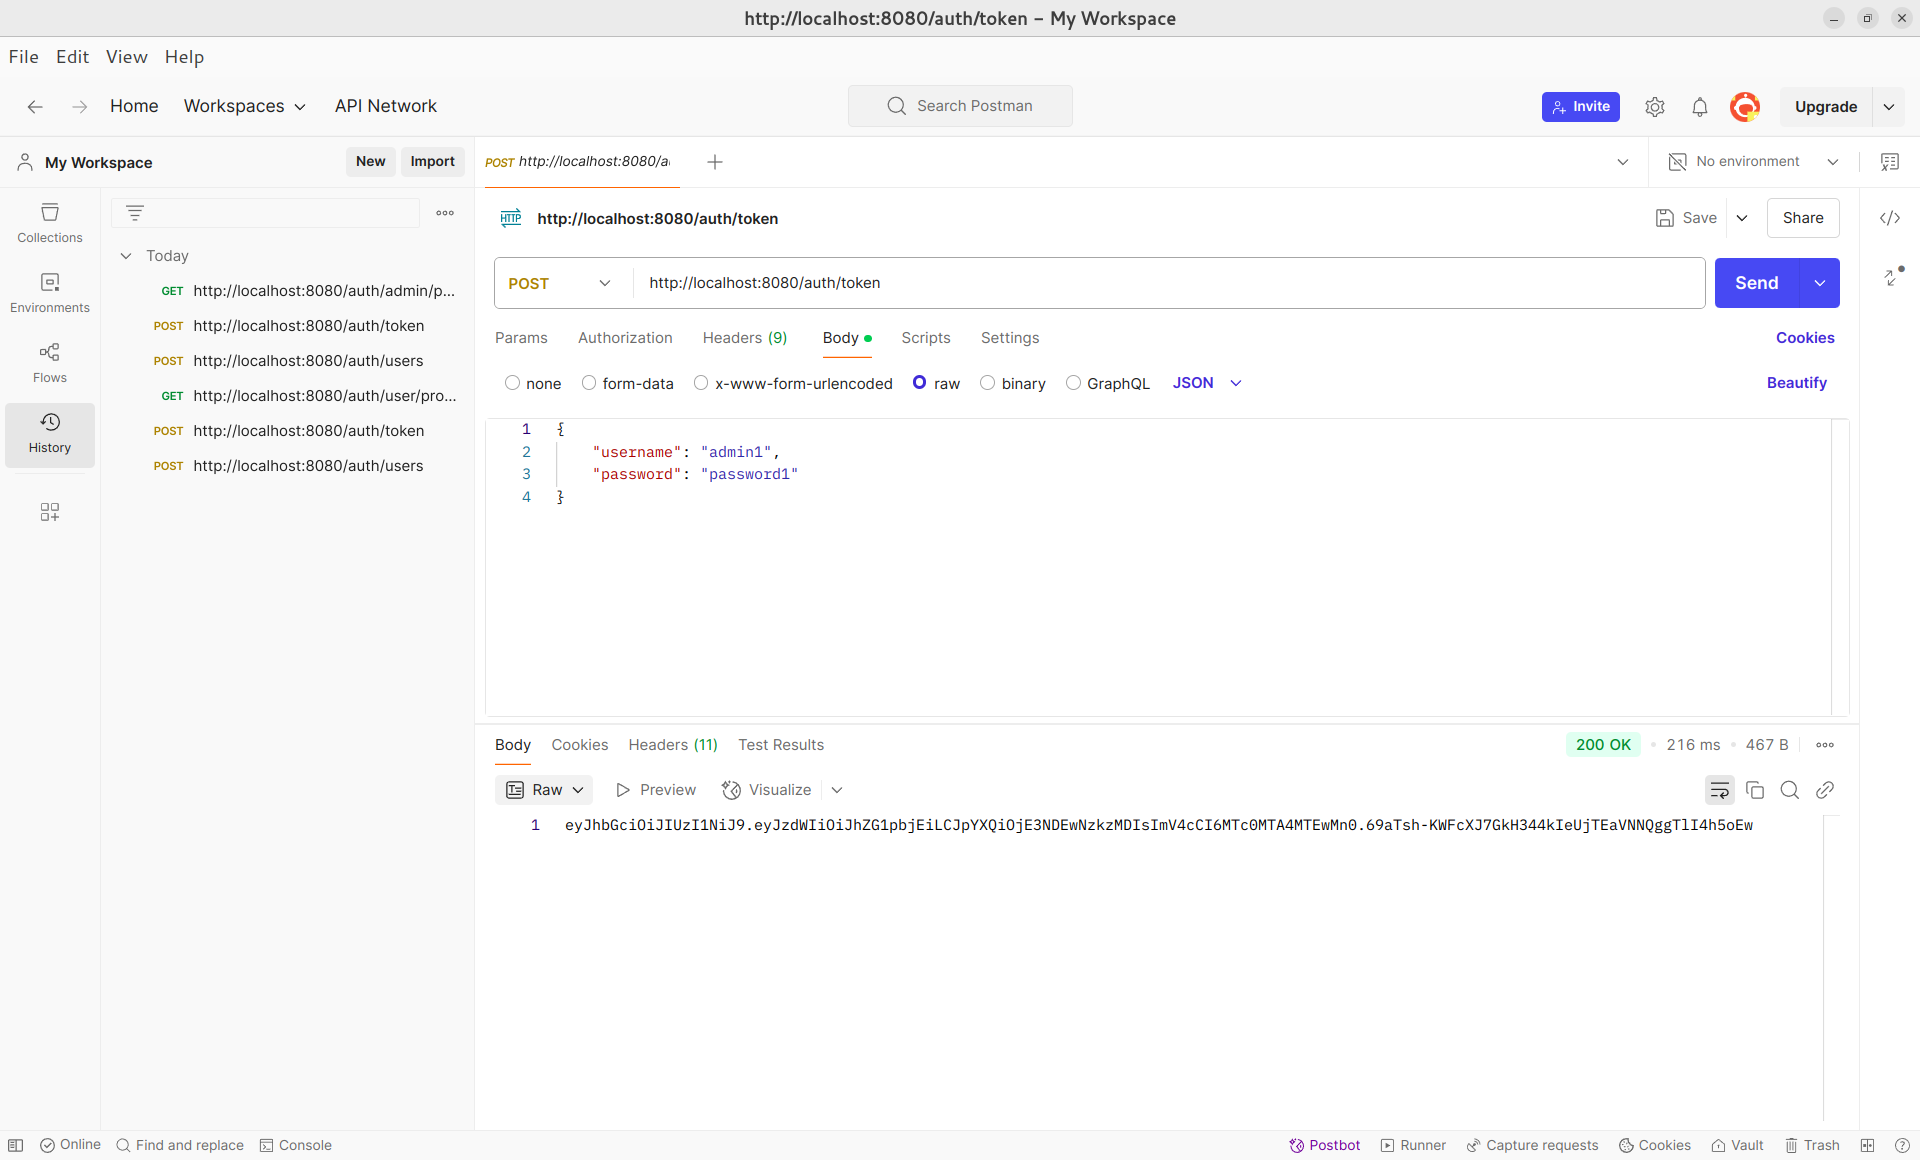 http://localhost:8080/auth/token – My Workspace
File Edit View Help
Home Workspaces API Network
Search Postman
Invite
Upgrade
My Workspace
New
Import
POST http://localhost:8080/a
No environment
Collections
Environments
Flows
History
Today
GET http://localhost:8080/auth/admin/p...
POST http://localhost:8080/auth/token
POST http://localhost:8080/auth/users
GET http://localhost:8080/auth/user/pro...
POST http://localhost:8080/auth/token
POST http://localhost:8080/auth/users
HTTP http://localhost:8080/auth/token
Save
Share
POST http://localhost:8080/auth/token
Send
Params Authorization Headers (9) Body Scripts Settings
Cookies
none form-data x-www-form-urlencoded raw binary GraphQL JSON
Beautify
1 {
2 "username": "admin1",
3 "password": "password1"
4 }
Body Cookies Headers (11) Test Results
200 OK • 216 ms • 467 B
Raw Preview Visualize
1 eyJhbGciOiJIUzI1NiJ9.eyJzdWIiOiJhZG1pbjEiLCJpYXQiOjE3NDEwNzkzMDIsImV4cCI6MTc0MTA4MTEwMn0.69aTsh-KWFcXJ7GkH344kIeUjTEaVNNQggTlI4h5oEw
Online Find and replace Console
Postbot Runner Capture requests Cookies Vault Trash